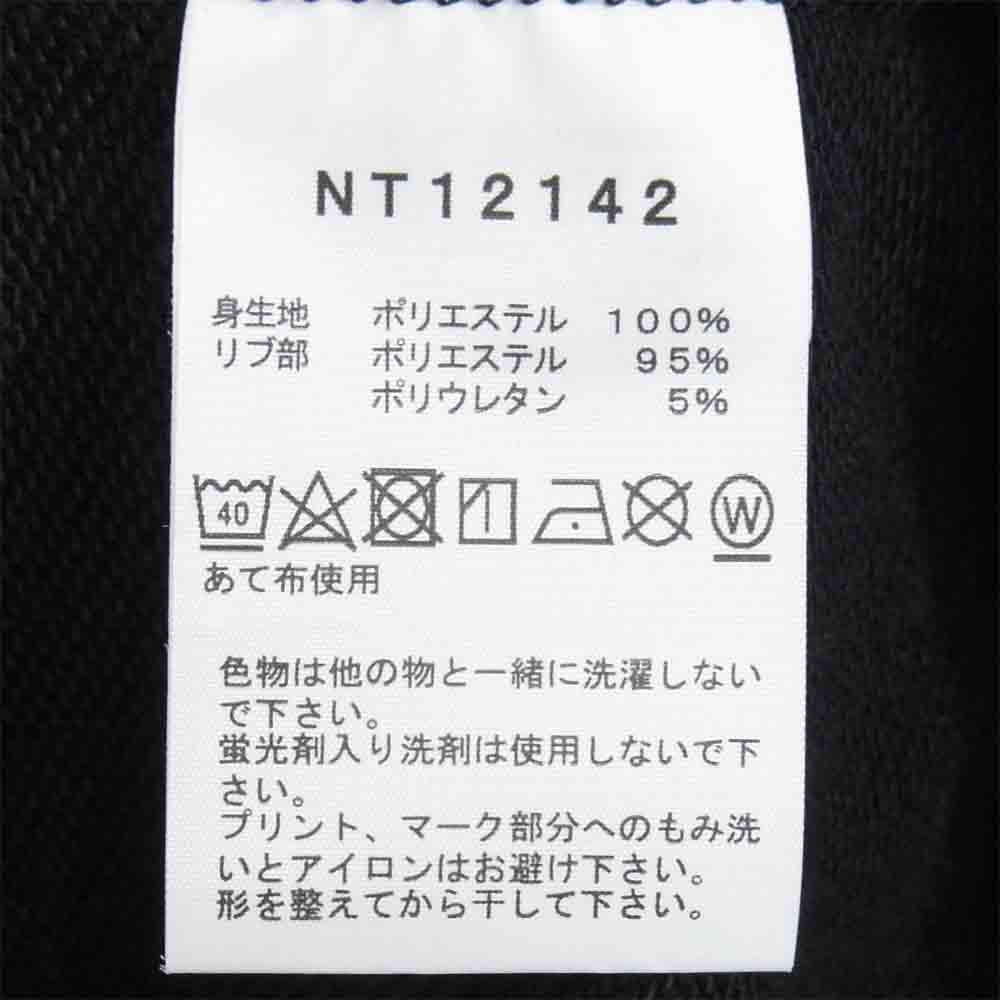 NT12142
身生地 ポリエステル 100%
リブ部 ポリエステル 95%
ポリウレタン 5%
40 W
あて布使用
色物は他の物と一緒に洗濯しない
で下さい。
蛍光剤入り洗剤は使用しないで下
さい。
プリント、マーク部分へのもみ洗
いとアイロンはお避け下さい。
形を整えてから干して下さい。